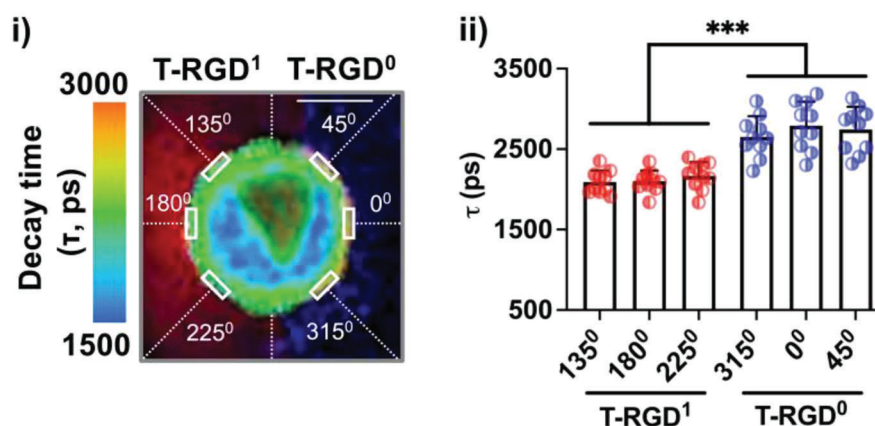 i)
T-RGD¹ T-RGD⁰
3000
Decay time
(τ, ps)
1500
135⁰ 45⁰
180⁰ 0⁰
225⁰ 315⁰
ii)
***
3500
2500
1500
500
τ (ps)
135⁰ 180⁰ 225⁰ 315⁰ 0⁰ 45⁰
T-RGD¹ T-RGD⁰